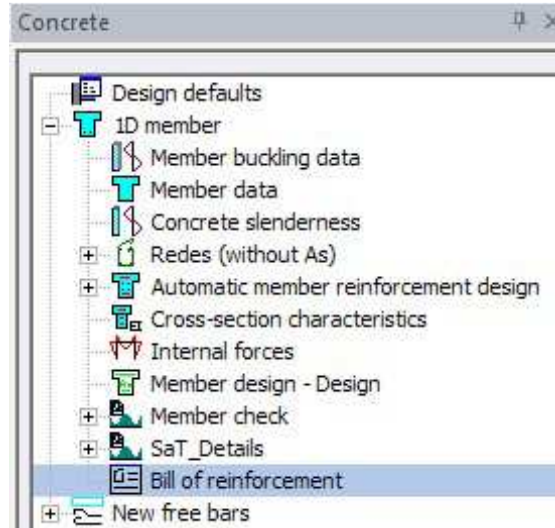 Concrete
Design defaults
1D member
Member buckling data
Member data
Concrete slenderness
Redes (without As)
Automatic member reinforcement design
Cross-section characteristics
Internal forces
Member design - Design
Member check
SaT_Details
Bill of reinforcement
New free bars